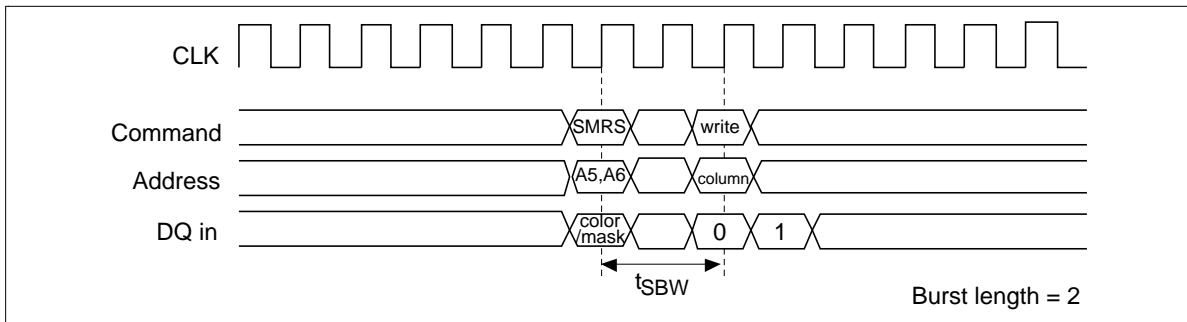 CLK
Command SMRS write
Address A5,A6 column
DQ in color /mask 0 1
tSBW
Burst length = 2